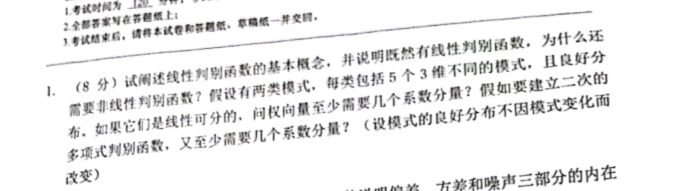 1.考试时间为 120 分钟
2.全部答案写在答题纸上;
3.考试结束后,请将本试卷和答题纸、草稿纸一并交回。
1. (8 分)试阐述线性判别函数的基本概念,并说明既然有线性判别函数,为什么还
需要非线性判别函数?假设有两类模式,每类包括 5 个 3 维不同的模式,且良好分
布。如果它们是线性可分的,问权向量至少需要几个系数分量?假如要建立二次的
多项式判别函数,又至少需要几个系数分量?(设模式的良好分布不因模式变化而
改变)
说明偏差、方差和噪声三部分的内在